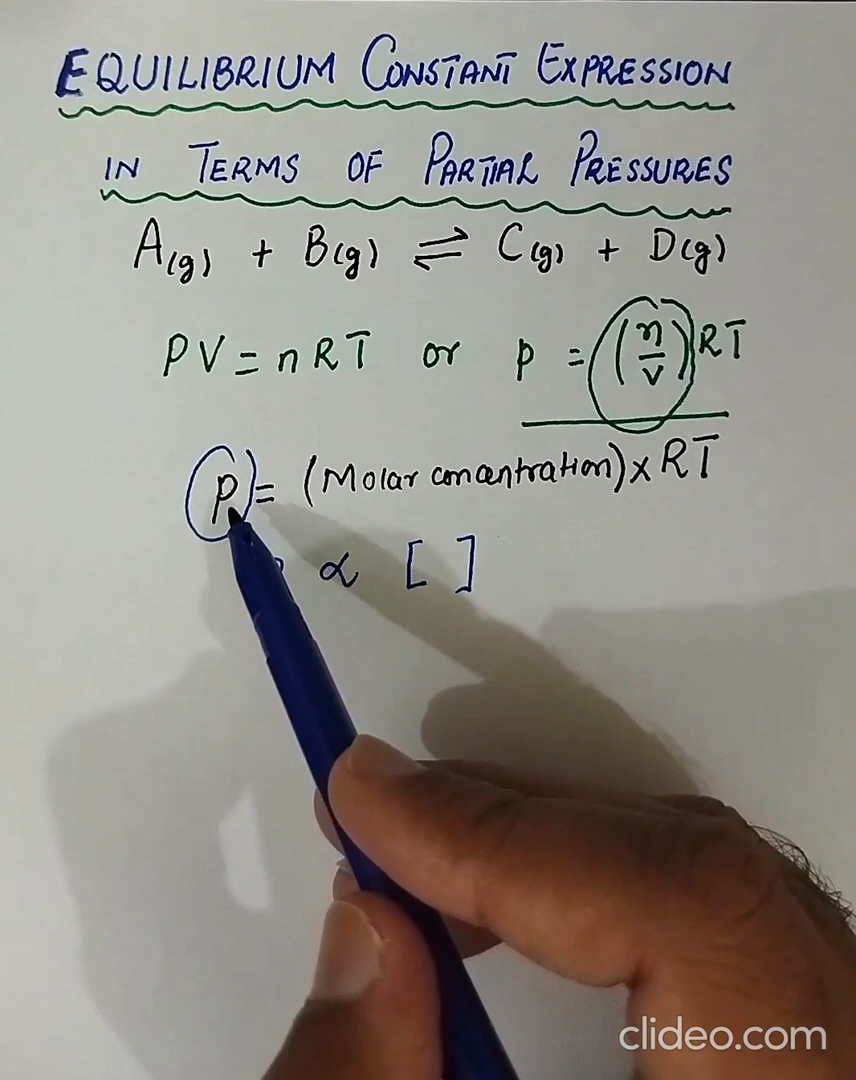 EQUILIBRIUM CONSTANT EXPRESSION
IN TERMS OF PARTIAL PRESSURES
A(g) + B(g) ⇌ C(g) + D(g)
PV = nRT or p = (n/v)RT
p = (Molar concentration) × RT
∝ [ ]
clideo.com